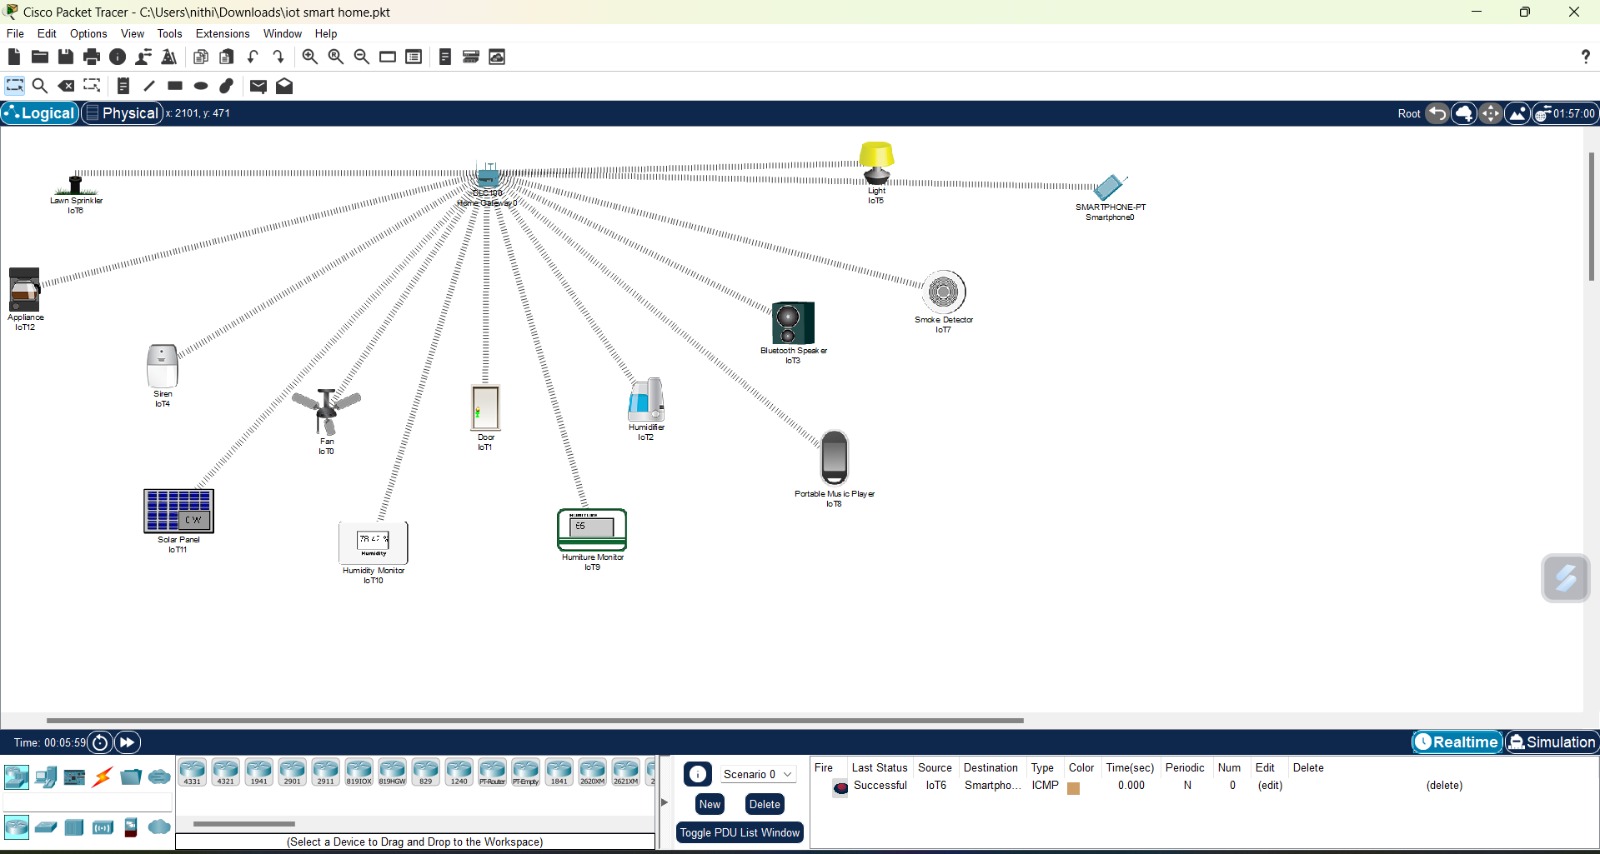 Cisco Packet Tracer - C:\Users\nithi\Downloads\iot smart home.pkt
File Edit Options View Tools Extensions Window Help
?
Logical Physical x: 2101, y: 471 Root 01:57:00
Lawn Sprinkler
IoT6
DLC100
Home Gateway0
Light
IoT5
SMARTPHONE-PT
Smartphone0
Appliance
IoT12
Smoke Detector
IoT7
Bluetooth Speaker
IoT3
Siren
IoT4
Fan
IoT0
Door
IoT1
Humidifier
IoT2
Portable Music Player
IoT8
0 W
Solar Panel
IoT11
Humidity
Humidity Monitor
IoT10
65
Humiture Monitor
IoT9
Time: 00:05:59 Realtime Simulation
4331 4321 1941 2901 2911 819IOX 819HGW 829 1240 PT-Router PT-Empty 1841 2620XM 2621XM 2
(Select a Device to Drag and Drop to the Workspace)
Scenario 0
New Delete
Toggle PDU List Window
Fire Last Status Source Destination Type Color Time(sec) Periodic Num Edit Delete
Successful IoT6 Smartpho... ICMP 0.000 N 0 (edit) (delete)